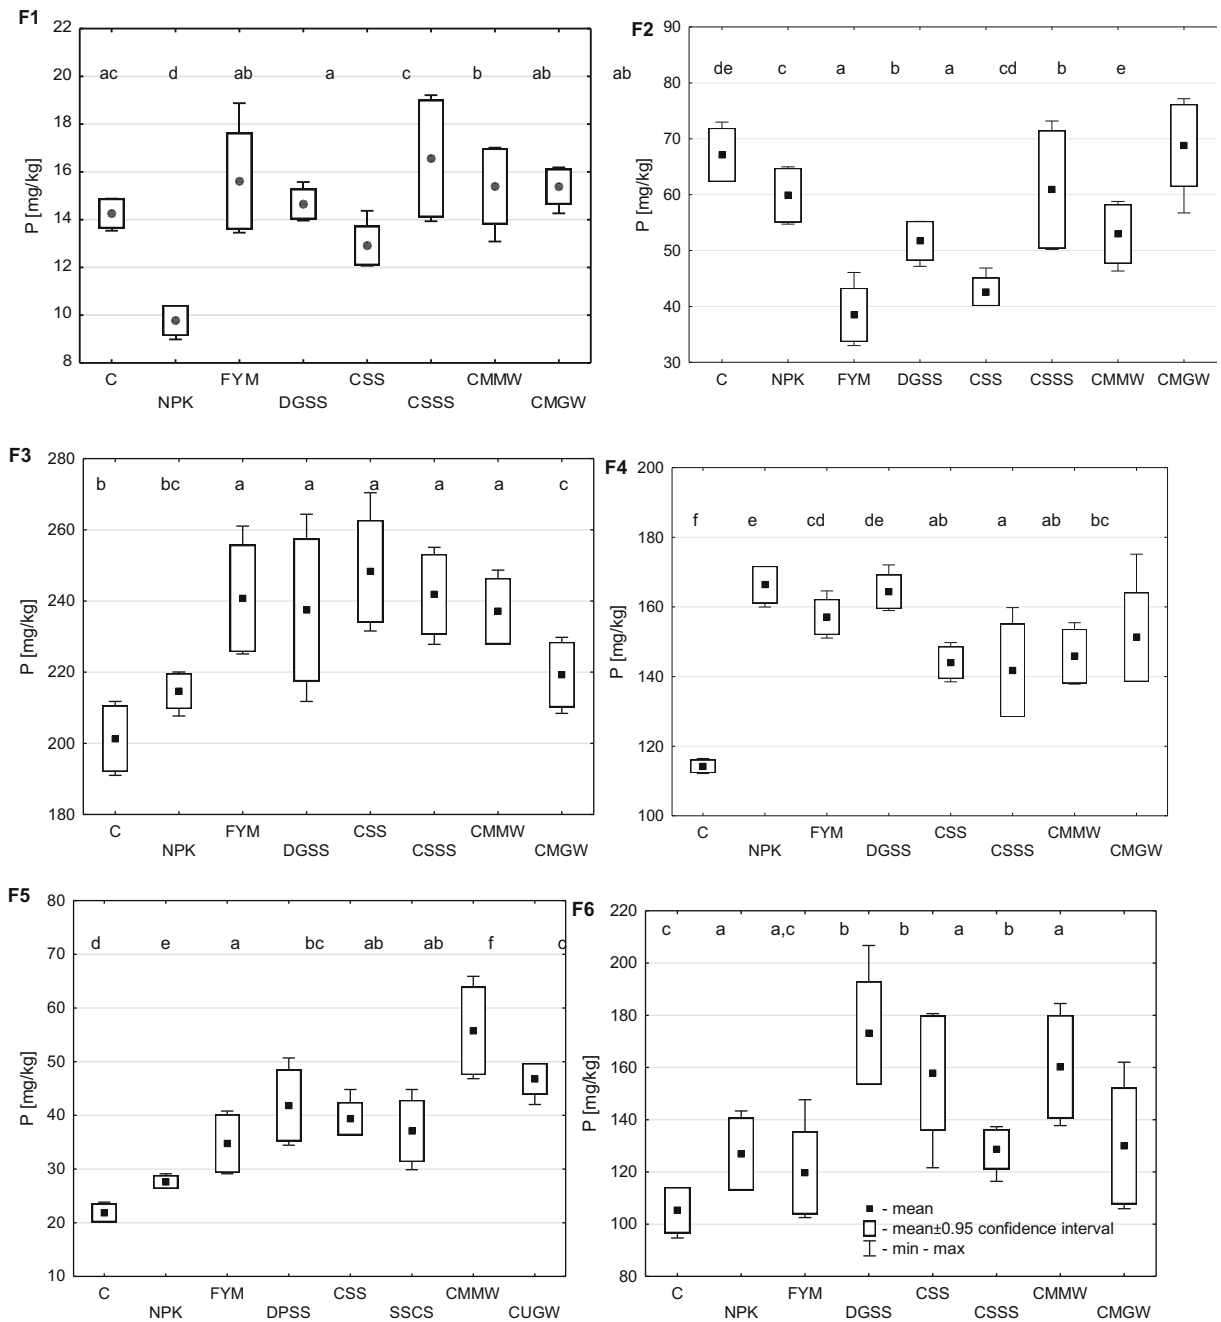 F1
22
20
18
16
14
12
10
8
P [mg/kg]
ac d ab a c b ab ab
C FYM CSS CMMW
NPK DGSS CSSS CMGW
F2
90
80
70
60
50
40
30
P [mg/kg]
de c a b a cd b e
C NPK FYM DGSS CSS CSSS CMMW CMGW
F3
280
260
240
220
200
180
P [mg/kg]
b bc a a a a a c
C FYM CSS CMMW
NPK DGSS CSSS CMGW
F4
200
180
160
140
120
100
P [mg/kg]
f e cd de ab a ab bc
C FYM CSS CMMW
NPK DGSS CSSS CMGW
F5
80
70
60
50
40
30
20
10
P [mg/kg]
d e a bc ab ab f c
C FYM CSS CMMW
NPK DPSS SSCS CUGW
F6
220
200
180
160
140
120
100
80
P [mg/kg]
c a a,c b b a b a
- mean
- mean±0.95 confidence interval
- min - max
C FYM CSS CMMW
NPK DGSS CSSS CMGW